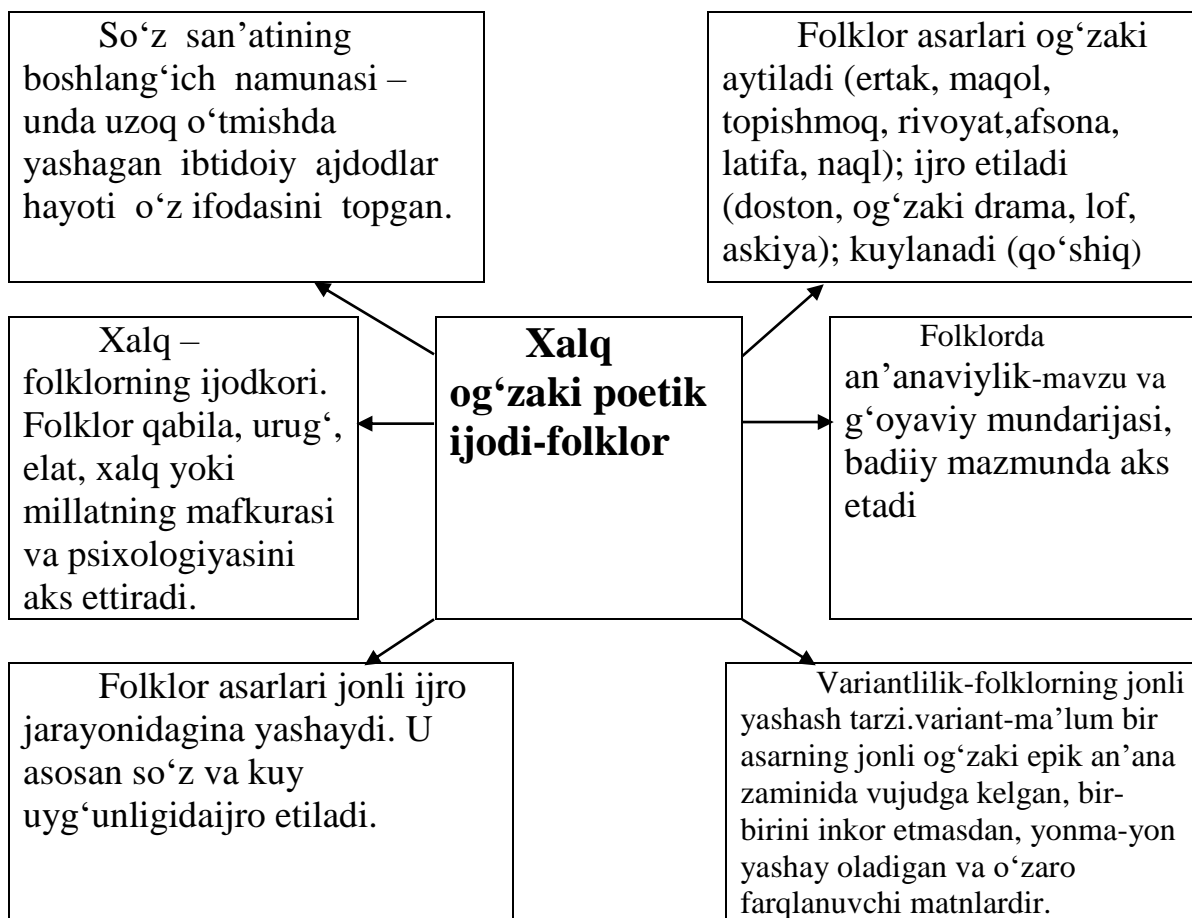 So‘z san’atining
boshlang‘ich namunasi –
unda uzoq o‘tmishda
yashagan ibtidoiy ajdodlar
hayoti o‘z ifodasini topgan.
Folklor asarlari og‘zaki
aytiladi (ertak, maqol,
topishmoq, rivoyat,afsona,
latifa, naql); ijro etiladi
(doston, og‘zaki drama, lof,
askiya); kuylanadi (qo‘shiq)
Xalq –
folklorning ijodkori.
Folklor qabila, urug‘,
elat, xalq yoki
millatning mafkurasi
va psixologiyasini
aks ettiradi.
Xalq
og‘zaki poetik
ijodi-folklor
Folklorda
an’anaviylik-mavzu va
g‘oyaviy mundarijasi,
badiiy mazmunda aks
etadi
Folklor asarlari jonli ijro
jarayonidagina yashaydi. U
asosan so‘z va kuy
uyg‘unligidaijro etiladi.
Variantlilik-folklorning jonli
yashash tarzi.variant-ma’lum bir
asarning jonli og‘zaki epik an’ana
zaminida vujudga kelgan, bir-
birini inkor etmasdan, yonma-yon
yashay oladigan va o‘zaro
farqlanuvchi matnlardir.